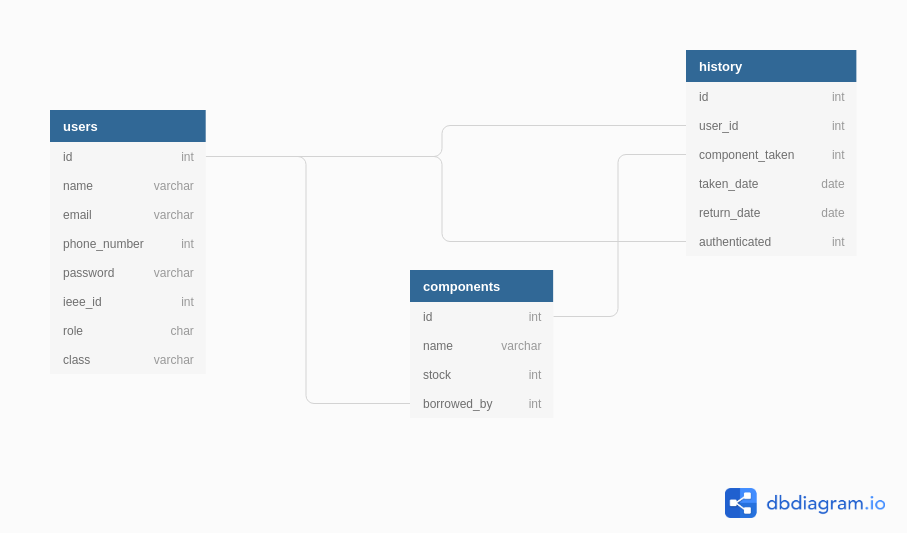 users
id int
name varchar
email varchar
phone_number int
password varchar
ieee_id int
role char
class varchar
components
id int
name varchar
stock int
borrowed_by int
history
id int
user_id int
component_taken int
taken_date date
return_date date
authenticated int
dbdiagram.io